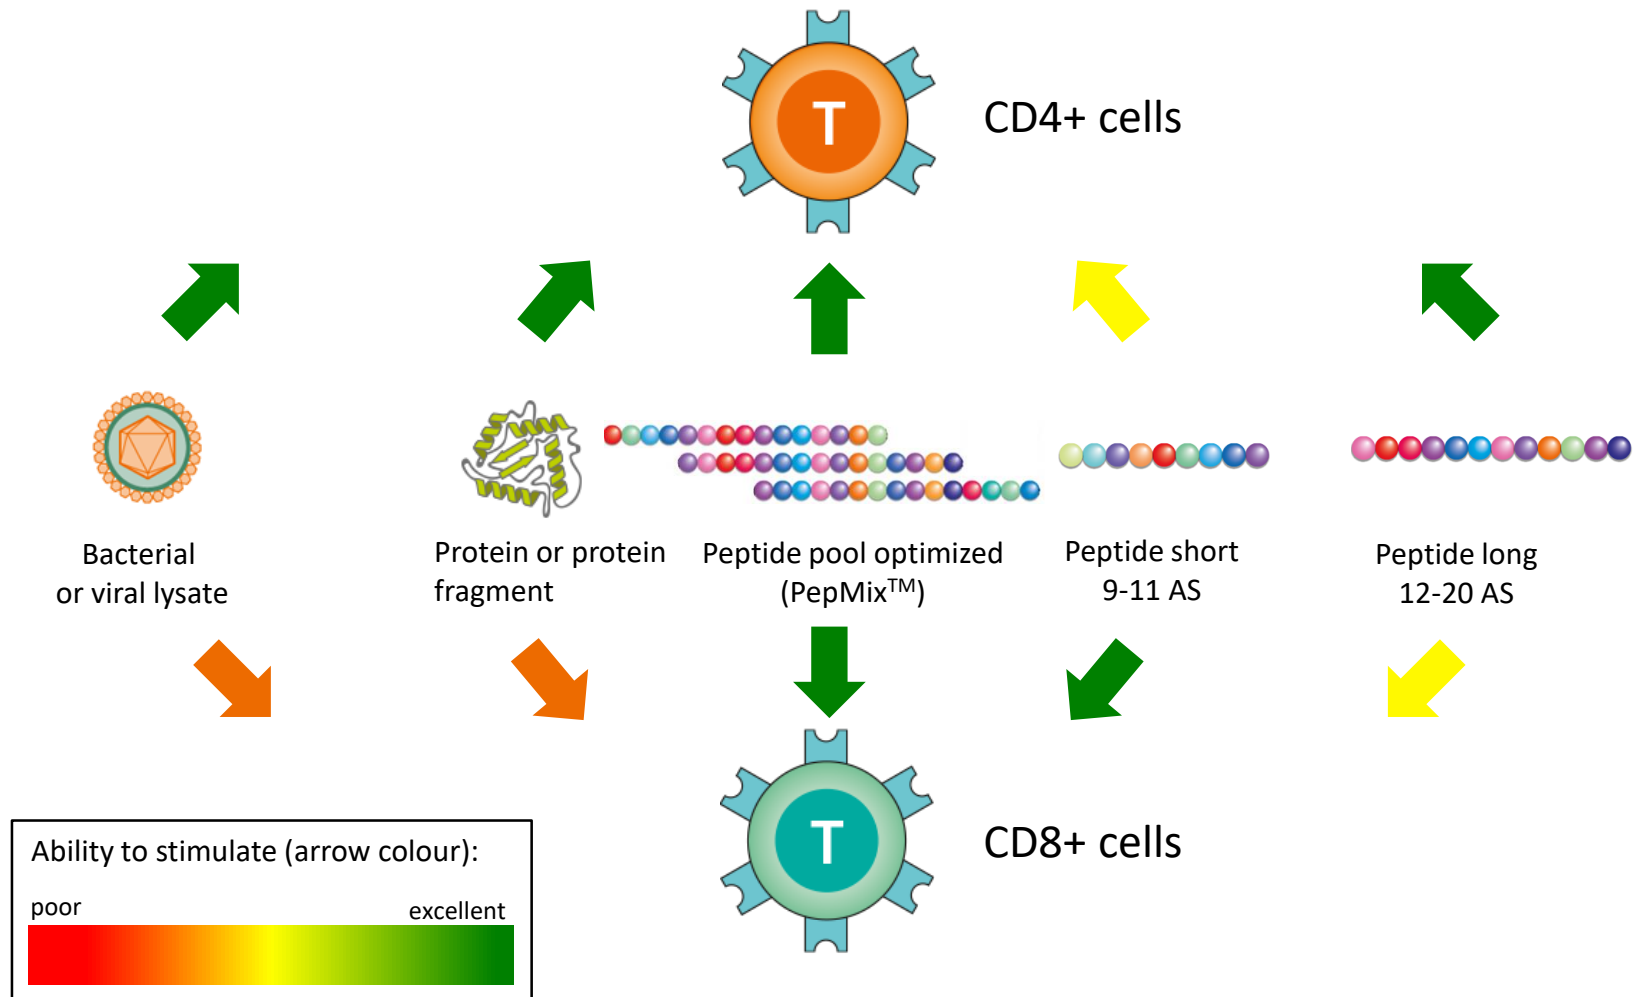 T
CD4+ cells
Bacterial
or viral lysate
Protein or protein
fragment
Peptide pool optimized
(PepMix™)
Peptide short
9-11 AS
Peptide long
12-20 AS
T
CD8+ cells
Ability to stimulate (arrow colour):
poor
excellent